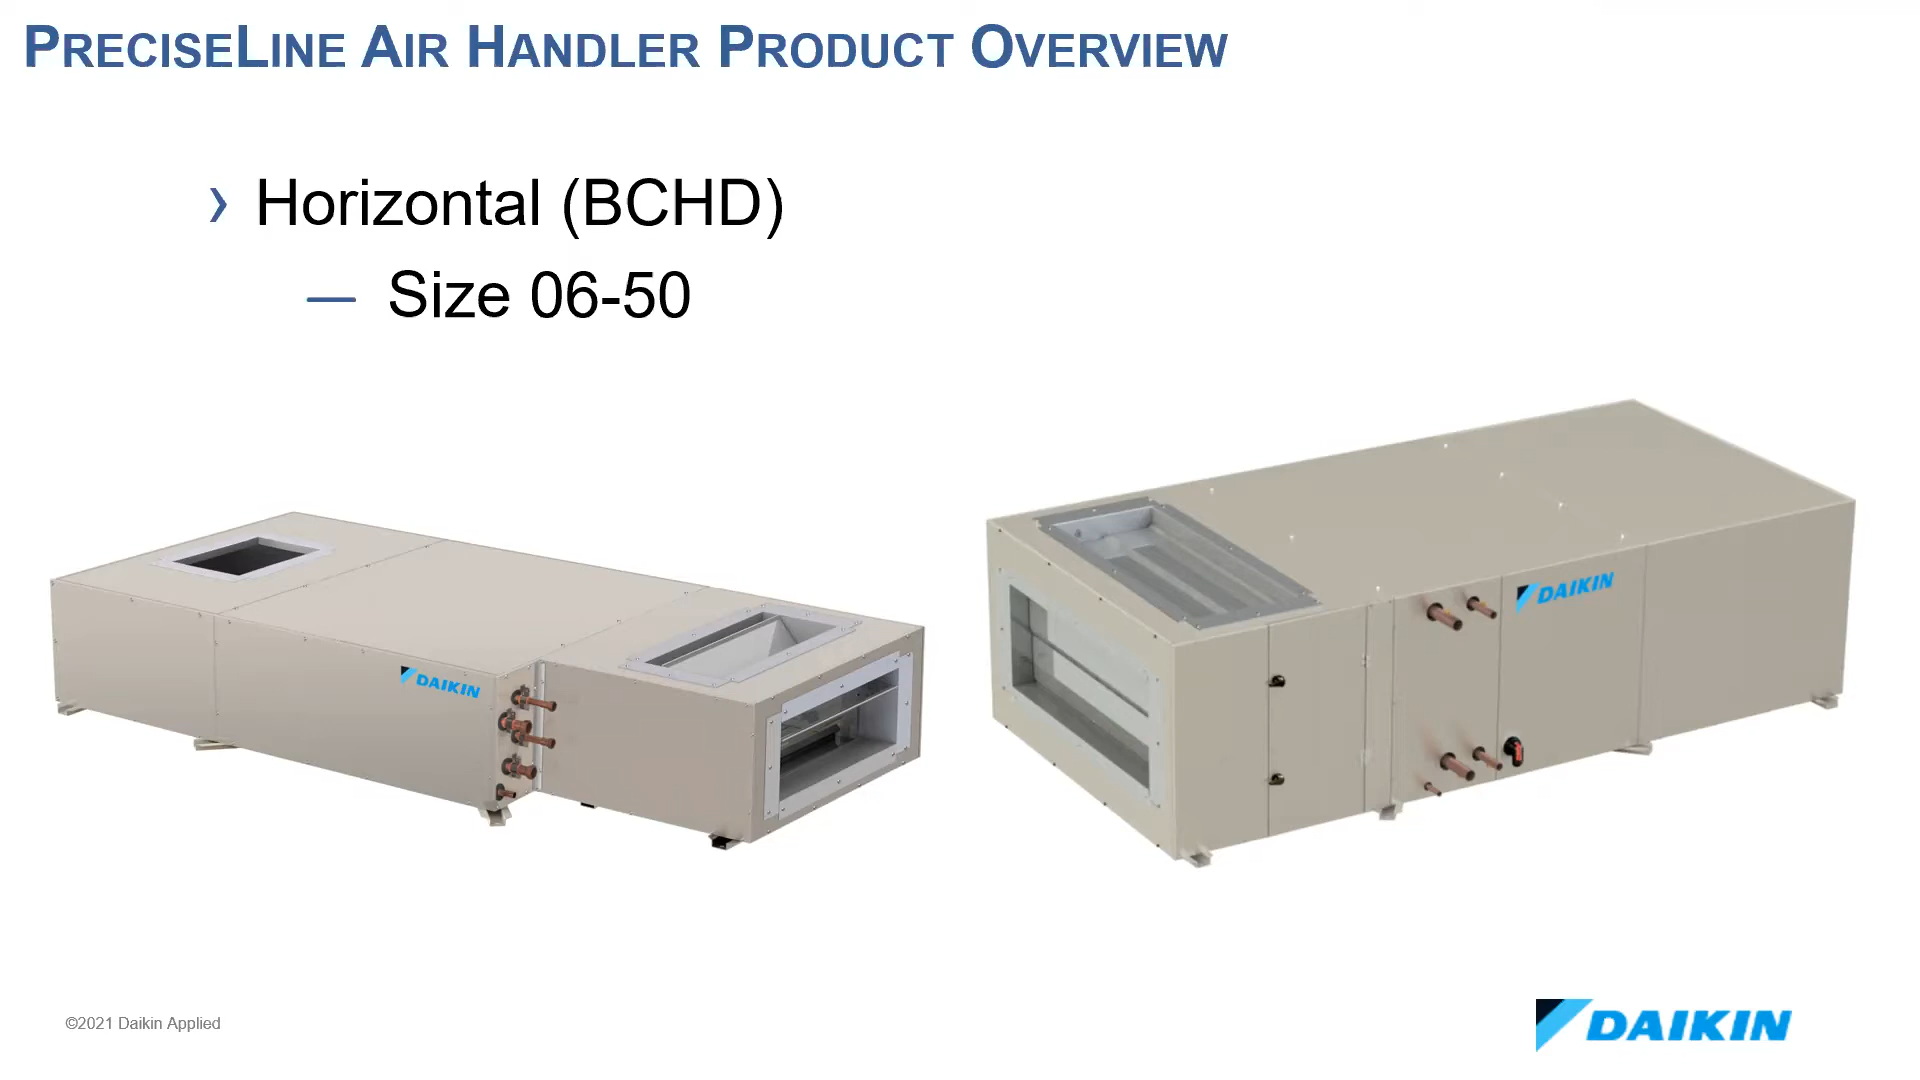 PRECISELINE AIR HANDLER PRODUCT OVERVIEW
› Horizontal (BCHD)
— Size 06-50
DAIKIN
DAIKIN
©2021 Daikin Applied
DAIKIN